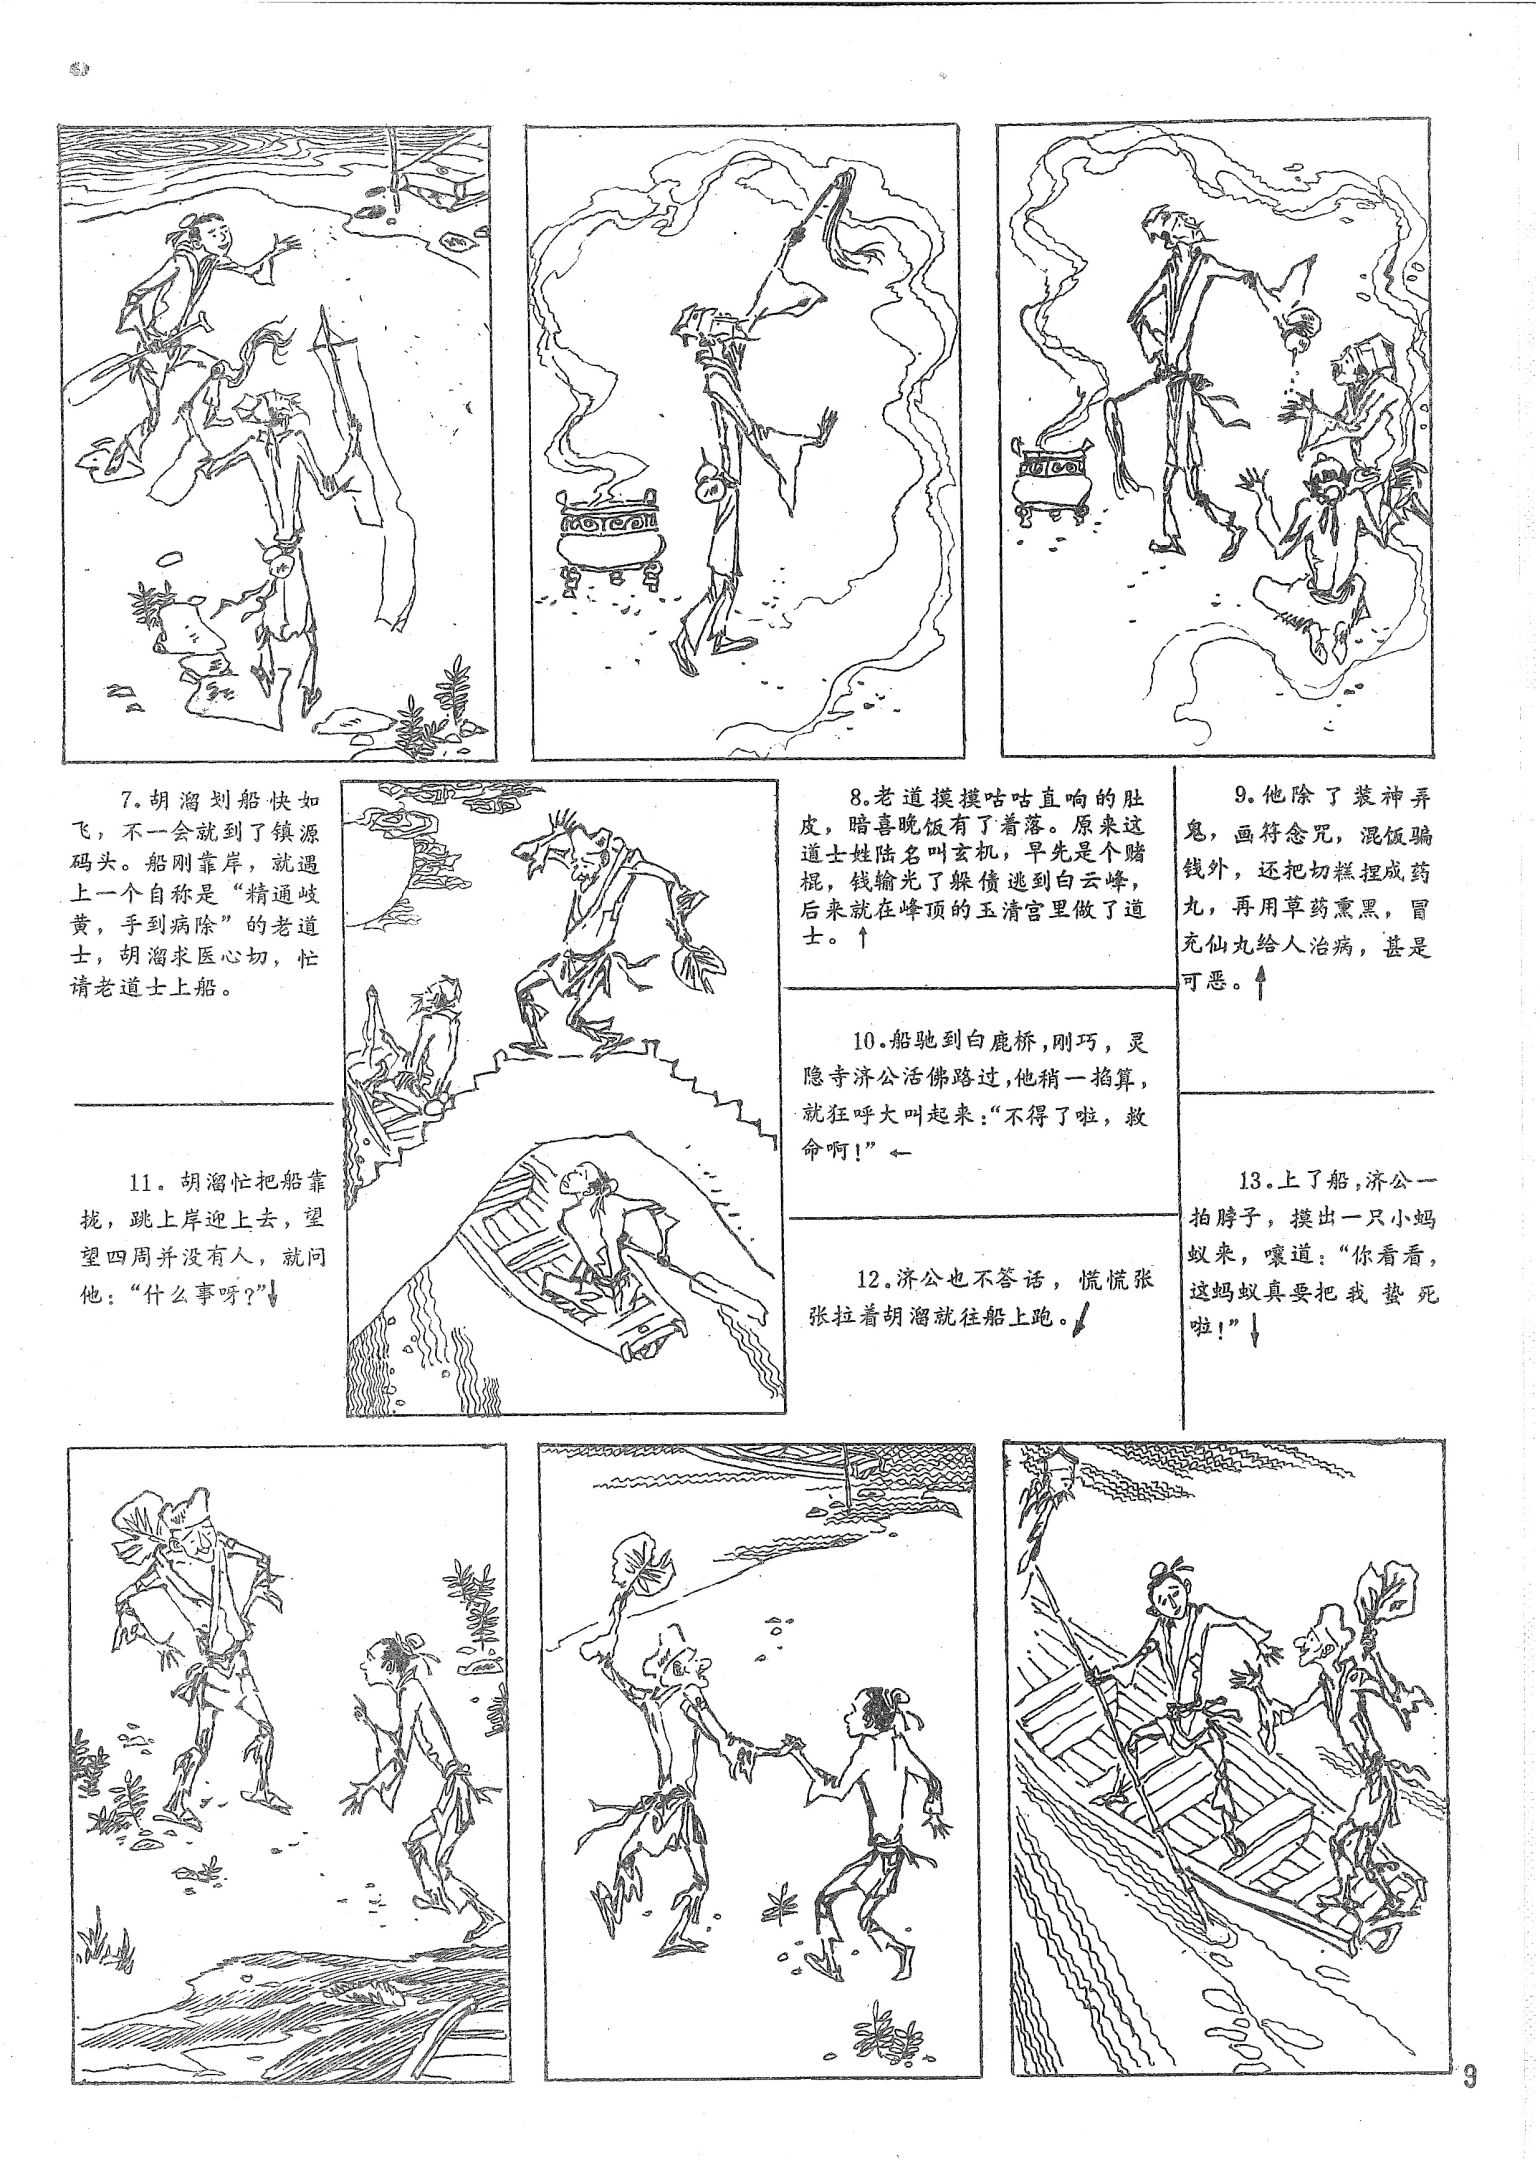 7.胡溜划船快如
飞，不一会就到了镇源
码头。船刚靠岸，就遇
上一个自称是“精通岐
黄，手到病除”的老道
士，胡溜求医心切，忙
请老道士上船。
8.老道摸摸咕咕直响的肚
皮，暗喜晚饭有了着落。原来这
道士姓陆名叫玄机，早先是个赌
棍，钱输光了躲债逃到白云峰，
后来就在峰顶的玉清宫里做了道
士。↑
9.他除了装神弄
鬼，画符念咒，混饭骗
钱外，还把切糕捏成药
丸，再用草药熏黑，冒
充仙丸给人治病，甚是
可恶。↑
10.船驰到白鹿桥，刚巧，灵
隐寺济公活佛路过，他稍一掐算，
就狂呼大叫起来：“不得了啦，救
命啊！”←
11.胡溜忙把船靠
拢，跳上岸迎上去，望
望四周并没有人，就问
他：“什么事呀？”↓
12.济公也不答话，慌慌张
张拉着胡溜就往船上跑。↓
13.上了船，济公一
拍脖子，摸出一只小蚂
蚁来，嚷道：“你看看，
这蚂蚁真要把我蛰死
啦！”↓
9